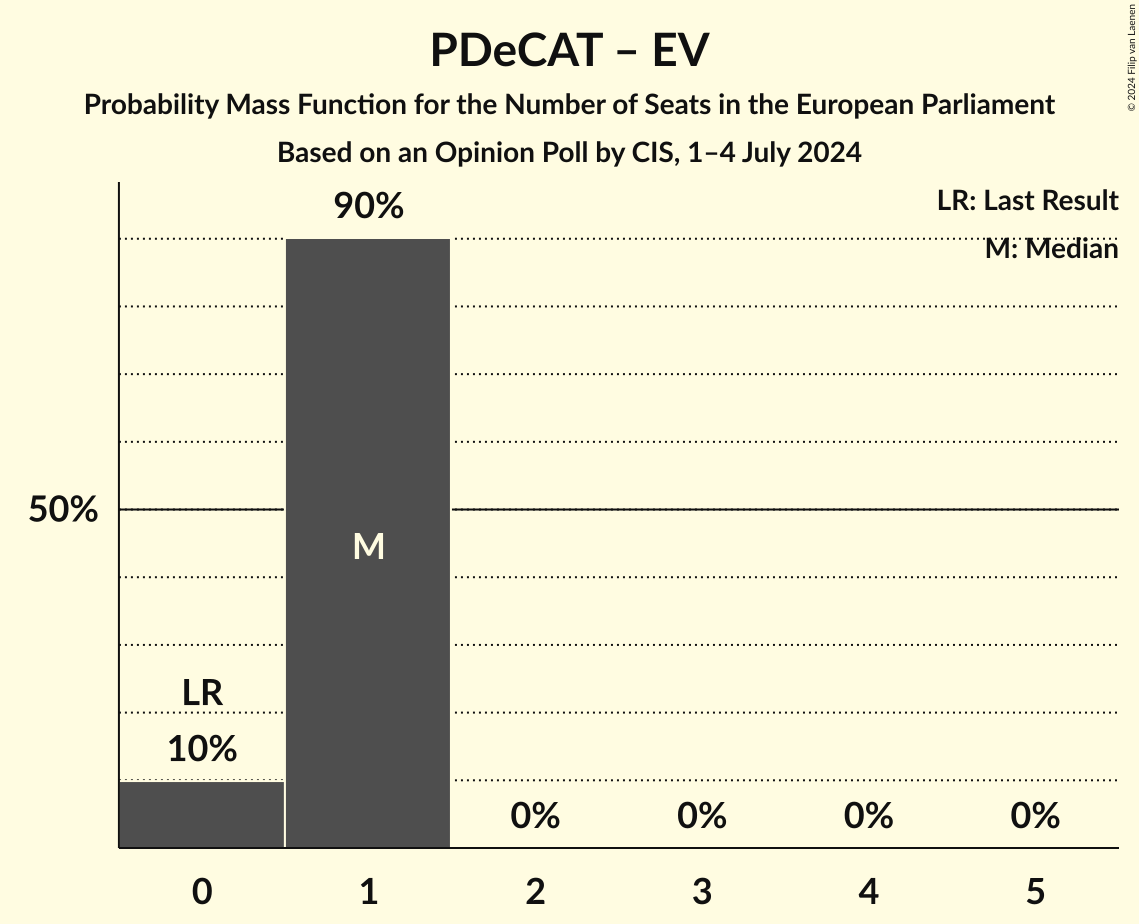 PDeCAT – EV
Probability Mass Function for the Number of Seats in the European Parliament
Based on an Opinion Poll by CIS, 1–4 July 2024
© 2024 Filip van Laenen
LR: Last Result
M: Median
90%
50%
M
LR
10%
0%
0%
0%
0%
0
1
2
3
4
5